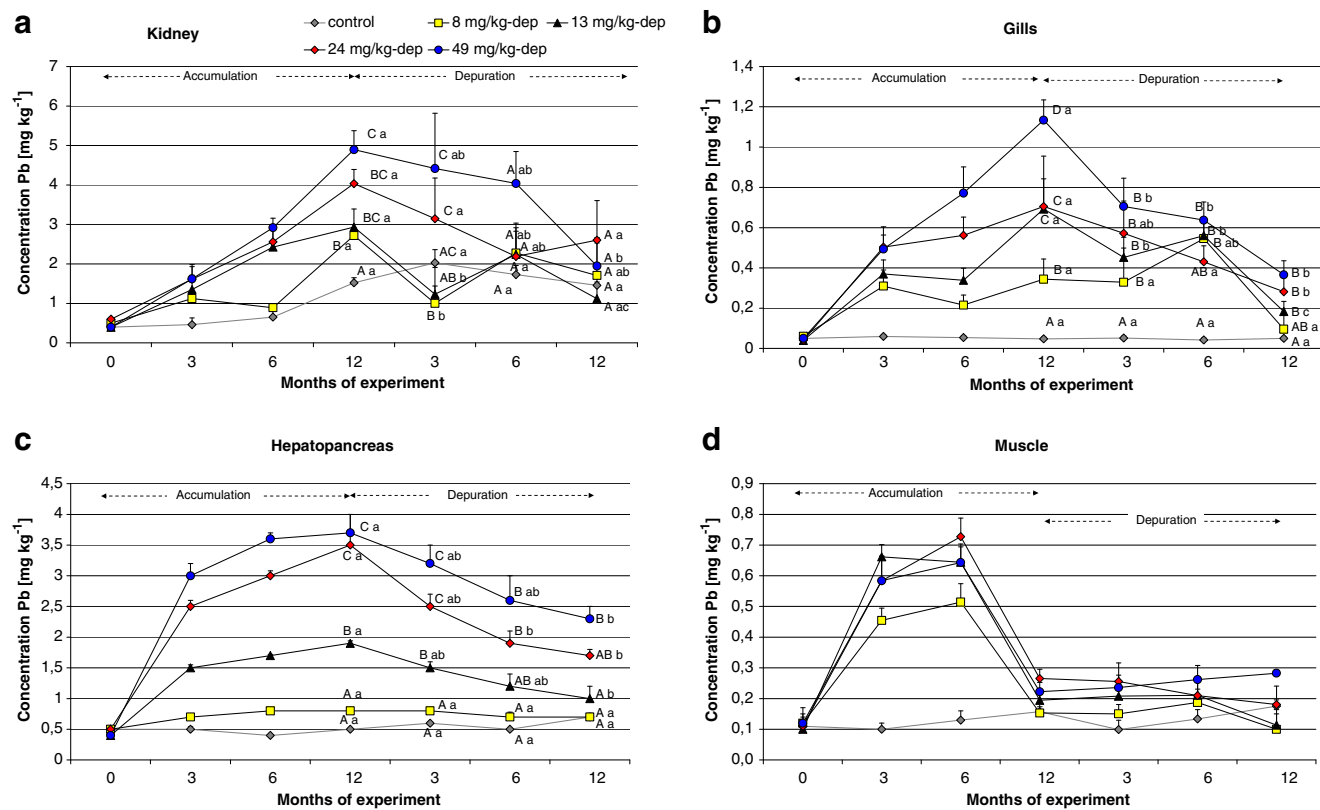 a
Kidney
control
8 mg/kg-dep
13 mg/kg-dep
24 mg/kg-dep
49 mg/kg-dep
Concentration Pb [mg kg-1]
7
6
5
4
3
2
1
0
Accumulation
Depuration
C a
C ab
A ab
BC a
C a
BC a
B a
A a
AC a
AB b
B b
A ab
A ab
A a
A a
A a
A b
A ab
A a
A ac
0 3 6 12 3 6 12
Months of experiment
b
Gills
Concentration Pb [mg kg-1]
1,4
1,2
1
0,8
0,6
0,4
0,2
0
Accumulation
Depuration
D a
C a
C a
B a
A a
B b
B ab
B b
B a
A a
B b
B b
B ab
AB a
A a
B b
B b
B c
AB a
A a
0 3 6 12 3 6 12
Months of experiment
c
Hepatopancreas
Concentration Pb [mg kg-1]
4,5
4
3,5
3
2,5
2
1,5
1
0,5
0
Accumulation
Depuration
C a
C a
B a
A a
A a
C ab
C ab
B ab
A a
A a
B ab
B b
AB ab
A a
A a
B b
AB b
A b
A a
A a
0 3 6 12 3 6 12
Months of experiment
d
Muscle
Concentration Pb [mg kg-1]
0,9
0,8
0,7
0,6
0,5
0,4
0,3
0,2
0,1
0,0
Accumulation
Depuration
0 3 6 12 3 6 12
Months of experiment